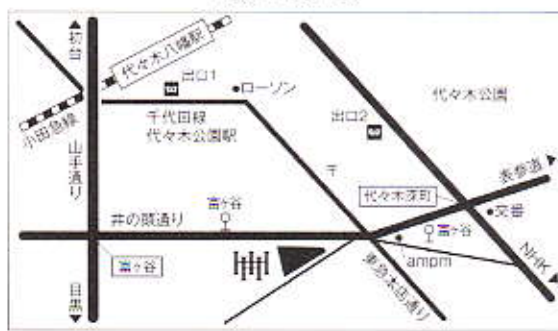 ▲初台
代々木八幡駅
小田急線
出口1
ローソン
千代田線
代々木公園駅
出口2
代々木公園
山手通り
〒
代々木深町
表参道▶
交番
富ヶ谷
井の頭通り
富ヶ谷
ampm
NHK▶
富ヶ谷
東急本店通り
目黒▼